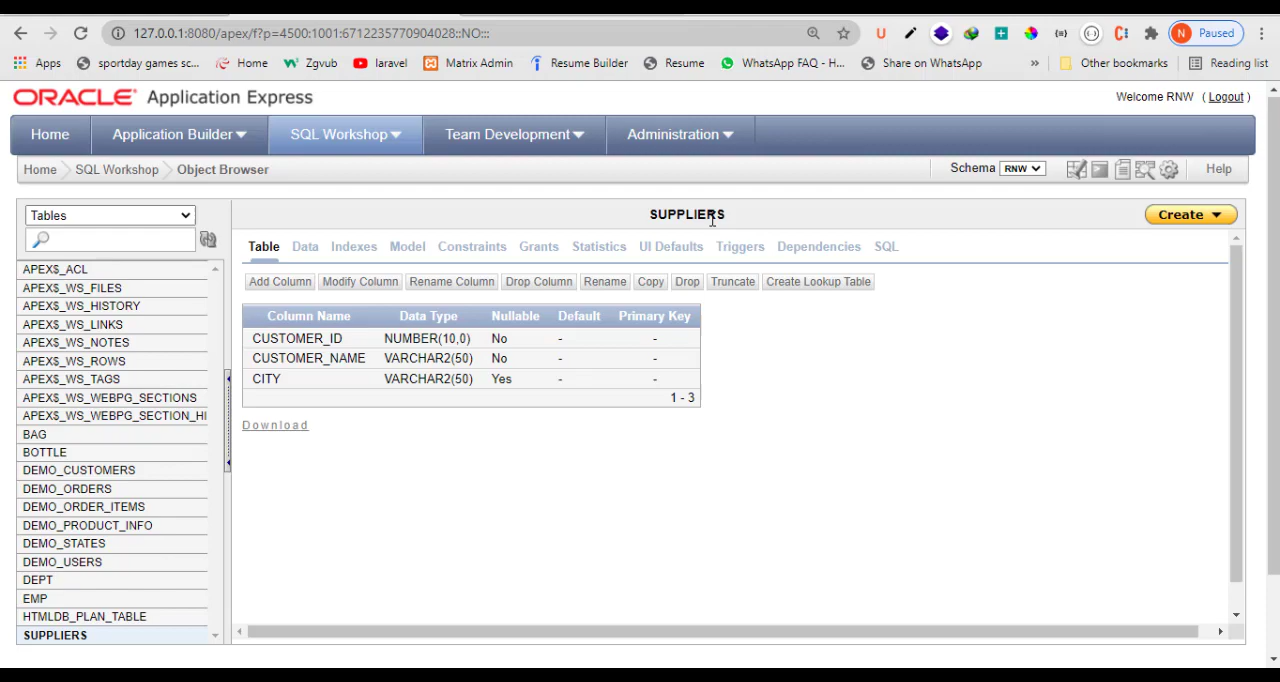 127.0.0.1:8080/apex/f?p=4500:1001:6712235770904028::NO:::
N Paused
Apps sportday games sc... Home Zgvub laravel Matrix Admin Resume Builder Resume WhatsApp FAQ - H... Share on WhatsApp » Other bookmarks Reading list
ORACLE Application Express
Welcome RNW ( Logout )
Home Application Builder SQL Workshop Team Development Administration
Home SQL Workshop Object Browser
Schema RNW
Help
Tables
SUPPLIERS
Create
Table Data Indexes Model Constraints Grants Statistics UI Defaults Triggers Dependencies SQL
Add Column Modify Column Rename Column Drop Column Rename Copy Drop Truncate Create Lookup Table
Column Name Data Type Nullable Default Primary Key
CUSTOMER_ID NUMBER(10,0) No - -
CUSTOMER_NAME VARCHAR2(50) No - -
CITY VARCHAR2(50) Yes - -
1 - 3
Download
APEX$_ACL
APEX$_WS_FILES
APEX$_WS_HISTORY
APEX$_WS_LINKS
APEX$_WS_NOTES
APEX$_WS_ROWS
APEX$_WS_TAGS
APEX$_WS_WEBPG_SECTIONS
APEX$_WS_WEBPG_SECTION_HI
BAG
BOTTLE
DEMO_CUSTOMERS
DEMO_ORDERS
DEMO_ORDER_ITEMS
DEMO_PRODUCT_INFO
DEMO_STATES
DEMO_USERS
DEPT
EMP
HTMLDB_PLAN_TABLE
SUPPLIERS